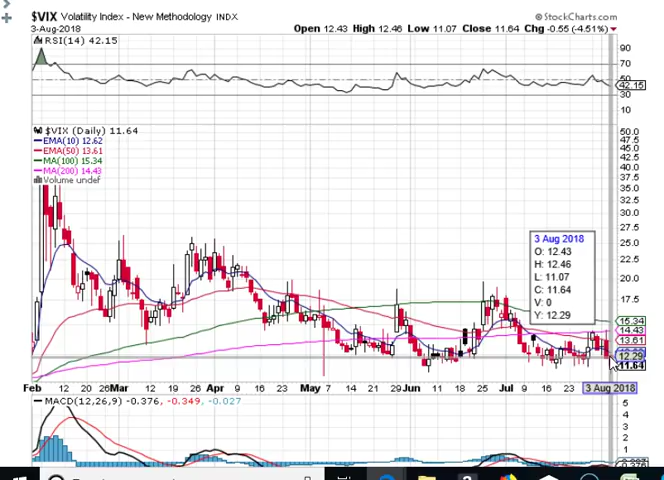 $VIX Volatility Index - New Methodology INDX
© StockCharts.com
3-Aug-2018
Open 12.43 High 12.46 Low 11.07 Close 11.64 Chg -0.55 (-4.51%)
RSI(14) 42.15
90
70
50
42.15
30
10
$VIX (Daily) 11.64
EMA(10) 12.62
EMA(50) 13.61
MA(100) 15.34
MA(200) 14.43
Volume undef
50.0
47.5
45.0
42.5
40.0
37.5
35.0
32.5
30.0
27.5
25.0
22.5
20.0
17.5
15.34
14.43
13.61
12.29
11.64
3 Aug 2018
O: 12.43
H: 12.46
L: 11.07
C: 11.64
V: 0
Y: 12.29
Feb 12 20 26 Mar 12 19 26 Apr 9 16 23 May 7 14 21 29 Jun 11 18 25 Jul 9 16 23 3 Aug 2018
MACD(12,26,9) -0.376, -0.349, -0.027
5
4
3
2
1
-0.376